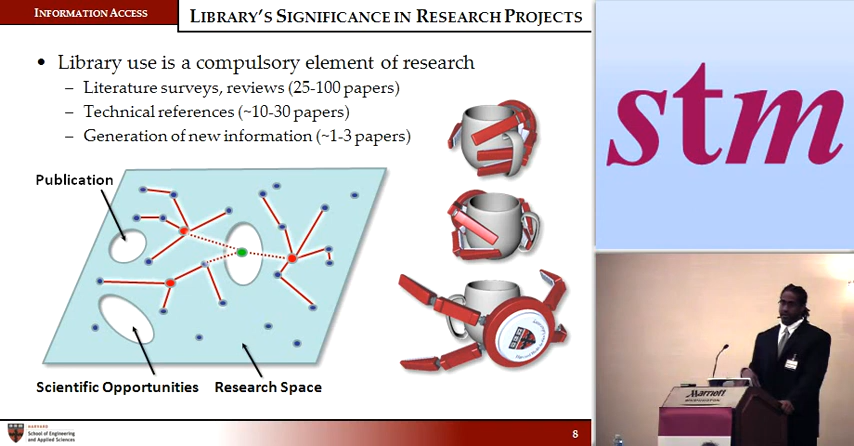 INFORMATION ACCESS
LIBRARY'S SIGNIFICANCE IN RESEARCH PROJECTS
• Library use is a compulsory element of research
– Literature surveys, reviews (25-100 papers)
– Technical references (~10-30 papers)
– Generation of new information (~1-3 papers)
Publication
Scientific Opportunities
Research Space
HARVARD
School of Engineering
and Applied Sciences
8
stm
Marriott